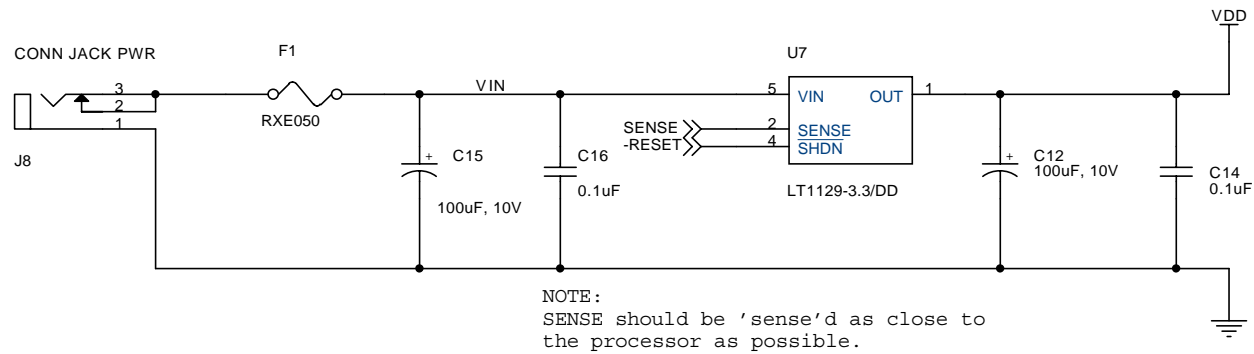 VDD
CONN JACK PWR
F1
U7
3
2
1
VIN
5
VIN
OUT
1
RXE050
SENSE
2
SENSE
-RESET
4
SHDN
J8
C15
C16
C12
100uF, 10V
C14
0.1uF
0.1uF
LT1129-3.3/DD
100uF, 10V
NOTE:
SENSE should be 'sense'd as close to
the processor as possible.